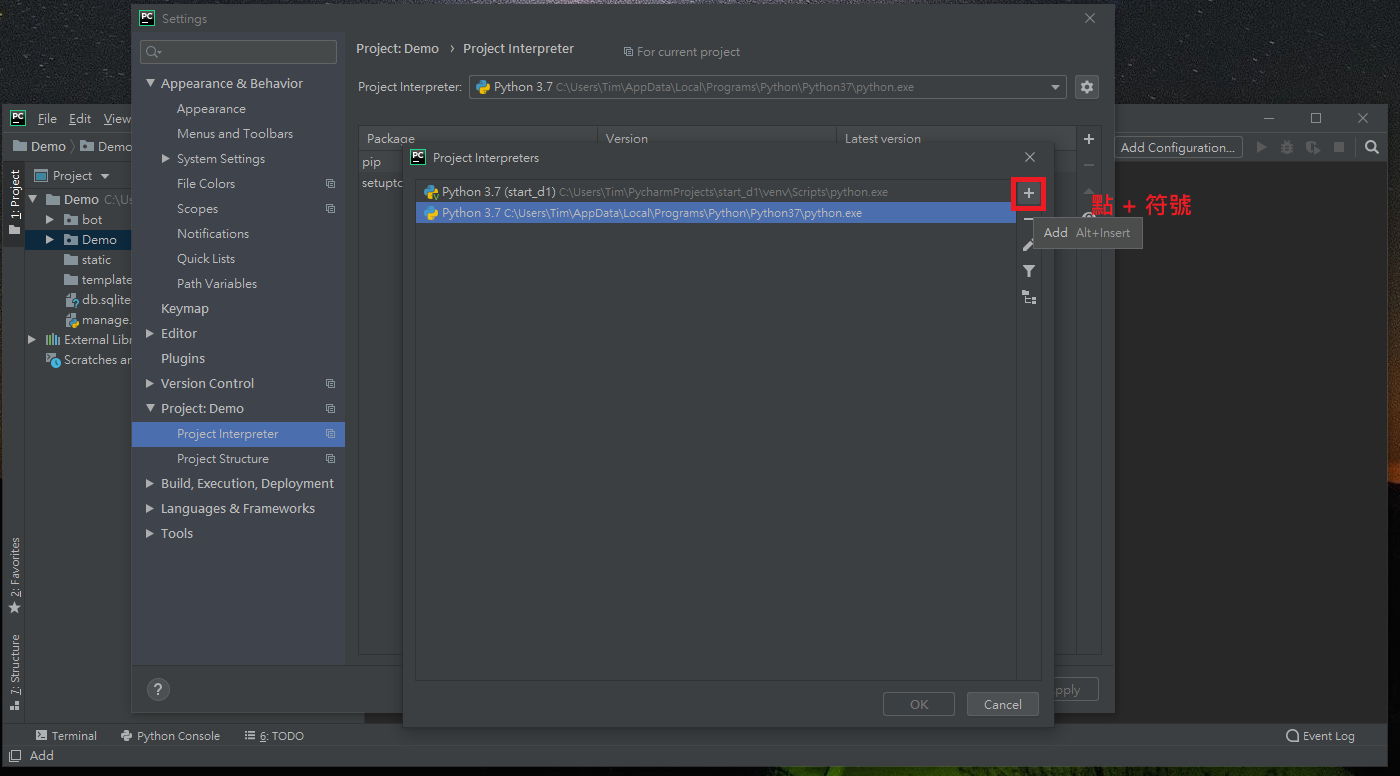 PC Settings
Project: Demo › Project Interpreter For current project
Appearance & Behavior
Appearance
Menus and Toolbars
System Settings
File Colors
Scopes
Notifications
Quick Lists
Path Variables
Keymap
Editor
Plugins
Version Control
Project: Demo
Project Interpreter
Project Structure
Build, Execution, Deployment
Languages & Frameworks
Tools
?
Project Interpreter: Python 3.7 C:\Users\Tim\AppData\Local\Programs\Python\Python37\python.exe
Package Version Latest version
pip
setuptc
PC Project Interpreters
Python 3.7 (start_d1) C:\Users\Tim\PycharmProjects\start_d1\venv\Scripts\python.exe
Python 3.7 C:\Users\Tim\AppData\Local\Programs\Python\Python37\python.exe
點 + 符號
Add Alt+Insert
OK Cancel
pply
PC File Edit View
Demo Demo
Add Configuration...
1: Project
Project
Demo C:\Us
bot
Demo
static
template
db.sqlite
manage.
External Libr
Scratches an
2: Favorites
7: Structure
Terminal Python Console 6: TODO Event Log
Add